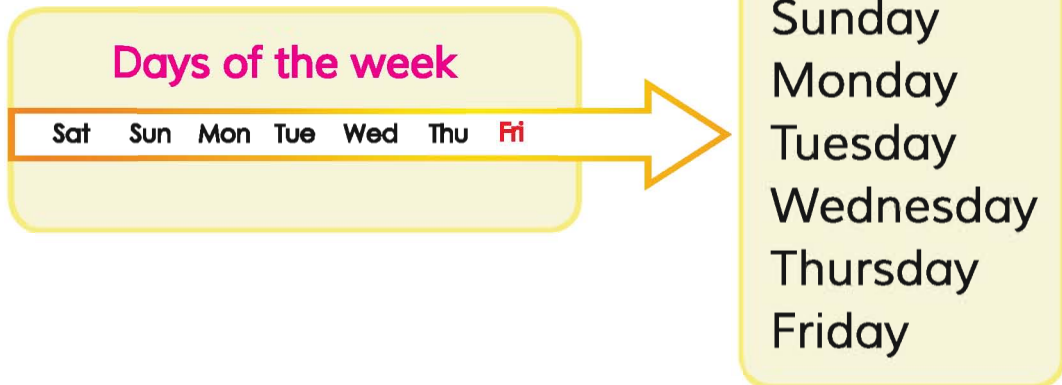 Days of the week
Sat Sun Mon Tue Wed Thu Fri
Sunday
Monday
Tuesday
Wednesday
Thursday
Friday